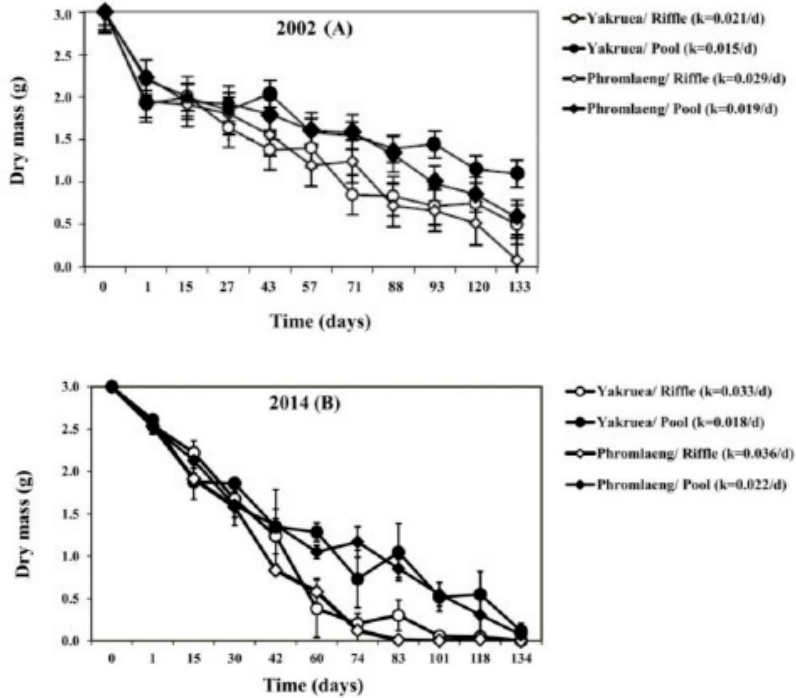 2002 (A)
Dry mass (g)
3.0
2.5
2.0
1.5
1.0
0.5
0.0
0 1 15 27 43 57 71 88 93 120 133
Time (days)
Yakruea/ Riffle (k=0.021/d)
Yakruea/ Pool (k=0.015/d)
Phromlaeng/ Riffle (k=0.029/d)
Phromlaeng/ Pool (k=0.019/d)
2014 (B)
Dry mass (g)
3.0
2.5
2.0
1.5
1.0
0.5
0.0
0 1 15 30 42 60 74 83 101 118 134
Time (days)
Yakruea/ Riffle (k=0.033/d)
Yakruea/ Pool (k=0.018/d)
Phromlaeng/ Riffle (k=0.036/d)
Phromlaeng/ Pool (k=0.022/d)